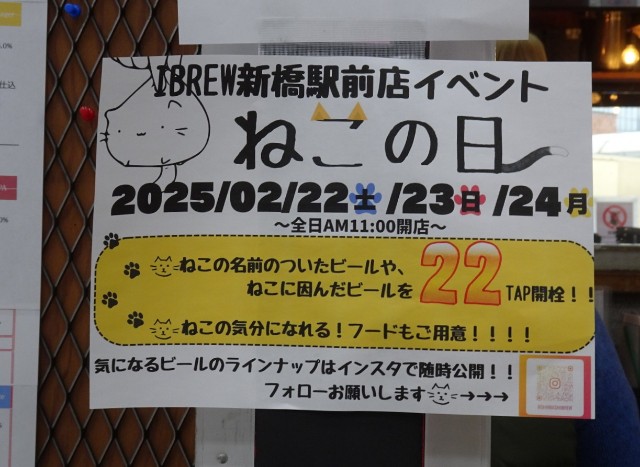 IBREW新橋駅前店イベント
ねこの日
2025/02/22土/23日/24月
～全日AM11:00開店～
ねこの名前のついたビールや、
ねこに因んだビールを22TAP開栓！！
ねこの気分になれる！フードもご用意！！！！
気になるビールのラインナップはインスタで随時公開！！
フォローお願いします→→→